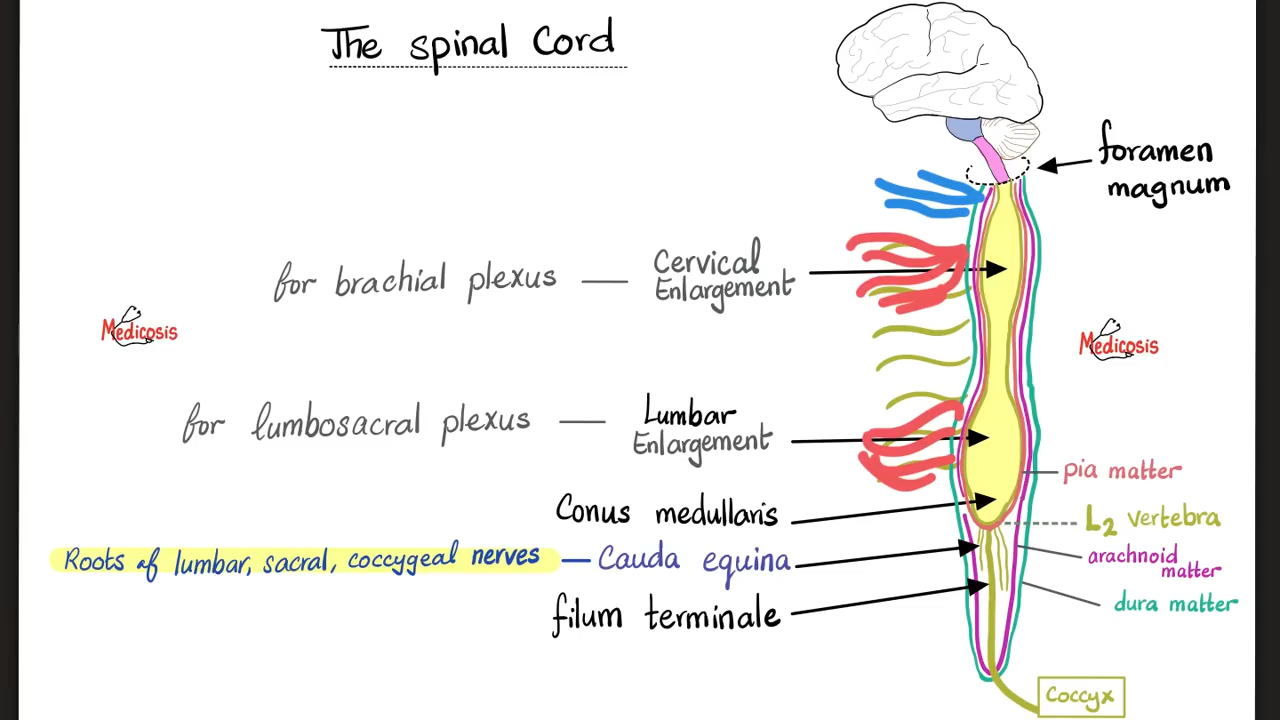 The spinal Cord
foramen
magnum
for brachial plexus — Cervical
Enlargement
Medicosis
Medicosis
for lumbosacral plexus — Lumbar
Enlargement
pia matter
Conus medullaris
L2 vertebra
Roots of lumbar, sacral, coccygeal nerves — Cauda equina
arachnoid
matter
filum terminale
dura matter
Coccyx